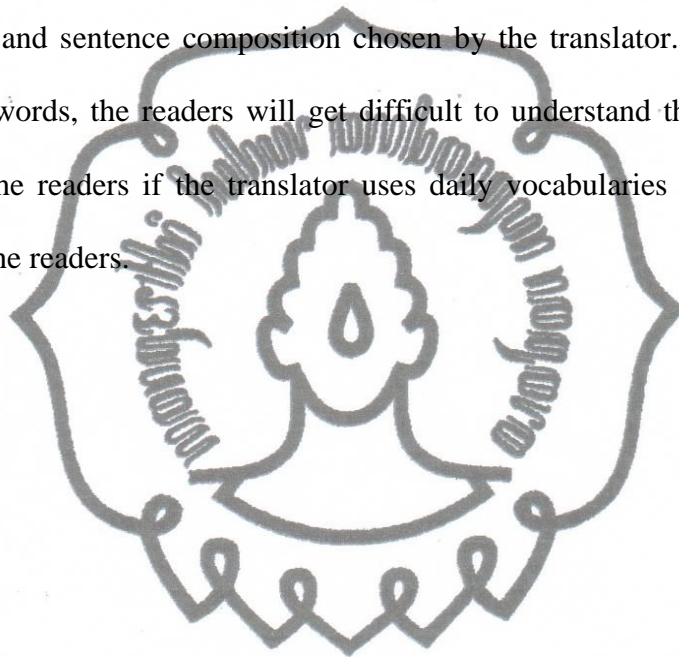 and sentence composition chosen by the translator.
words, the readers will get difficult to understand th
ne readers if the translator uses daily vocabularies
he readers.